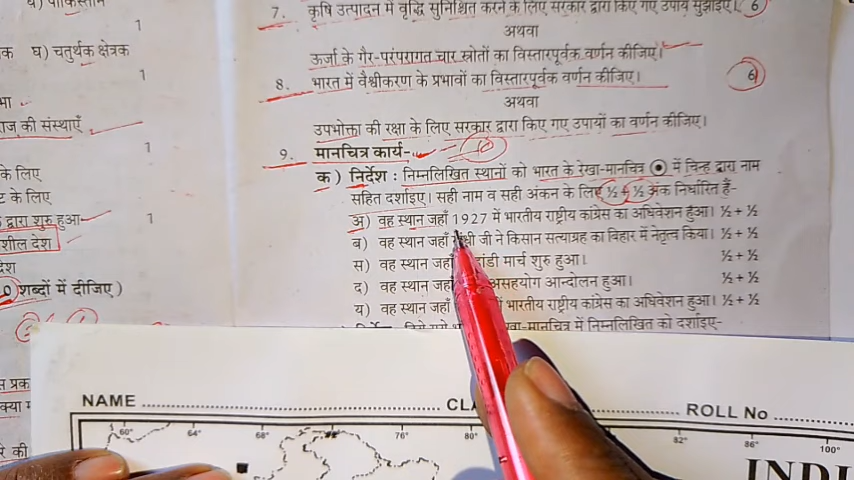 7. कृषि उत्पादन में वृद्धि सुनिश्चित करने के लिए सरकार द्वारा किए गए उपाय सुझाइए। 6
अथवा
ऊर्जा के गैर-परंपरागत चार स्रोतों का विस्तारपूर्वक वर्णन कीजिए।
8. भारत में वैश्वीकरण के प्रभावों का विस्तारपूर्वक वर्णन कीजिए। 6
अथवा
उपभोक्ता की रक्षा के लिए सरकार द्वारा किए गए उपायों का वर्णन कीजिए।
9. मानचित्र कार्य-
क) निर्देश : निम्नलिखित स्थानों को भारत के रेखा-मानचित्र में चिन्ह द्वारा नाम
सहित दर्शाइए। सही नाम व सही अंकन के लिए ½ + ½ अंक निर्धारित हैं-
अ) वह स्थान जहाँ 1927 में भारतीय राष्ट्रीय कांग्रेस का अधिवेशन हुआ। ½ + ½
ब) वह स्थान जहाँ जी ने किसान सत्याग्रह का बिहार में नेतृत्व किया। ½ + ½
स) वह स्थान जहाँ दांडी मार्च शुरु हुआ। ½ + ½
द) वह स्थान जहाँ असहयोग आन्दोलन हुआ। ½ + ½
य) वह स्थान जहाँ में भारतीय राष्ट्रीय कांग्रेस का अधिवेशन हुआ। ½ + ½
मानचित्र में निम्नलिखित को दर्शाइए-
घ) चतुर्थक क्षेत्रक
1
1
राज की संस्थाएँ
1
के लिए
के लिए
द्वारा शुरु हुआ 1
शील देश
शब्दों में दीजिए)
NAME
ROLL No
60° 64° 68° 76° 80° 82° 86° 100°